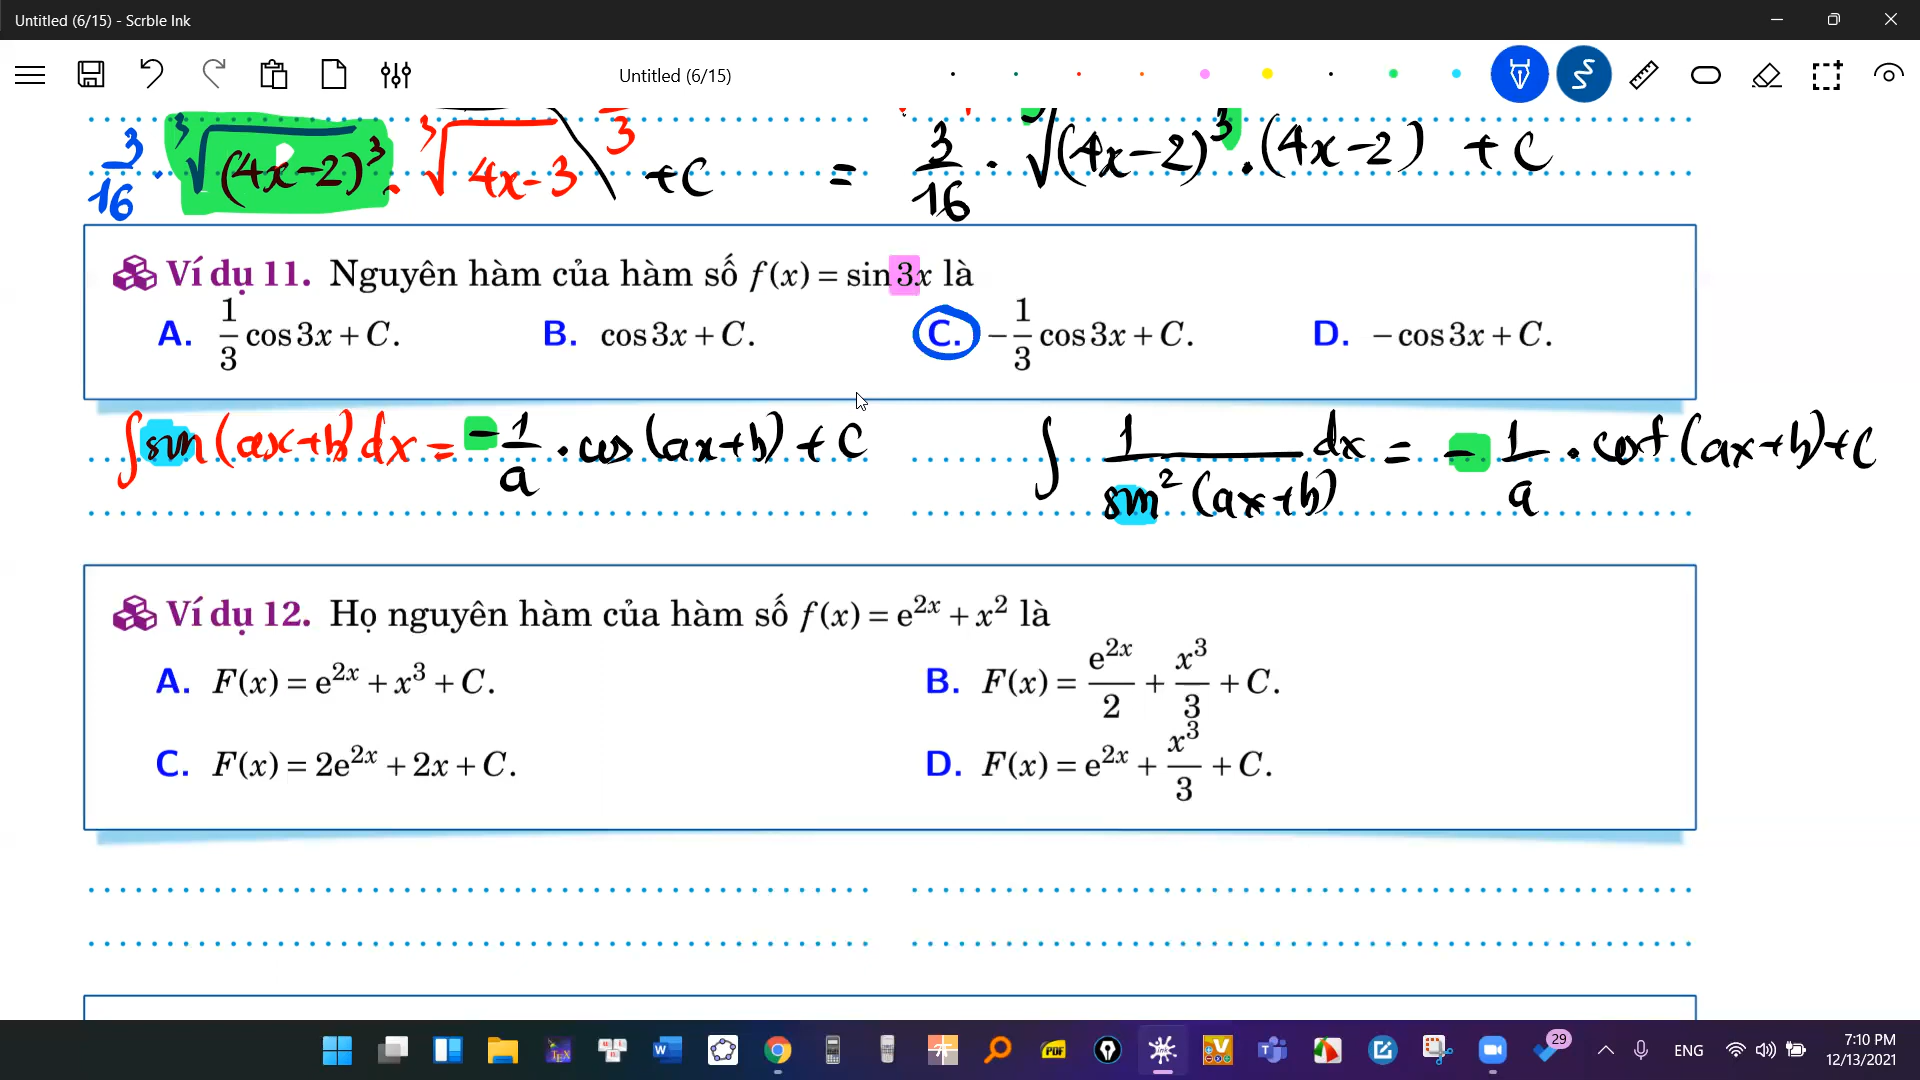 Untitled (6/15) - Scrble Ink
Untitled (6/15)
3/16 · ∛(4x-2)³ · ∛4x-3 3 +C = 3/16 · ∛(4x-2)³ · (4x-2) +C
Ví dụ 11. Nguyên hàm của hàm số f(x) = sin 3x là
A. 1/3 cos 3x + C. B. cos 3x + C. C. −1/3 cos 3x + C. D. − cos 3x + C.
∫ sin (ax+b) dx = - 1/a · cos (ax+b) + C ∫ 1/sin² (ax+b) dx = - 1/a · cot (ax+b) + C
Ví dụ 12. Họ nguyên hàm của hàm số f(x) = e^2x + x² là
A. F(x) = e^2x + x³ + C. B. F(x) = e^2x/2 + x³/3 + C.
C. F(x) = 2e^2x + 2x + C. D. F(x) = e^2x + x³/3 + C.
29 ENG 7:10 PM
12/13/2021